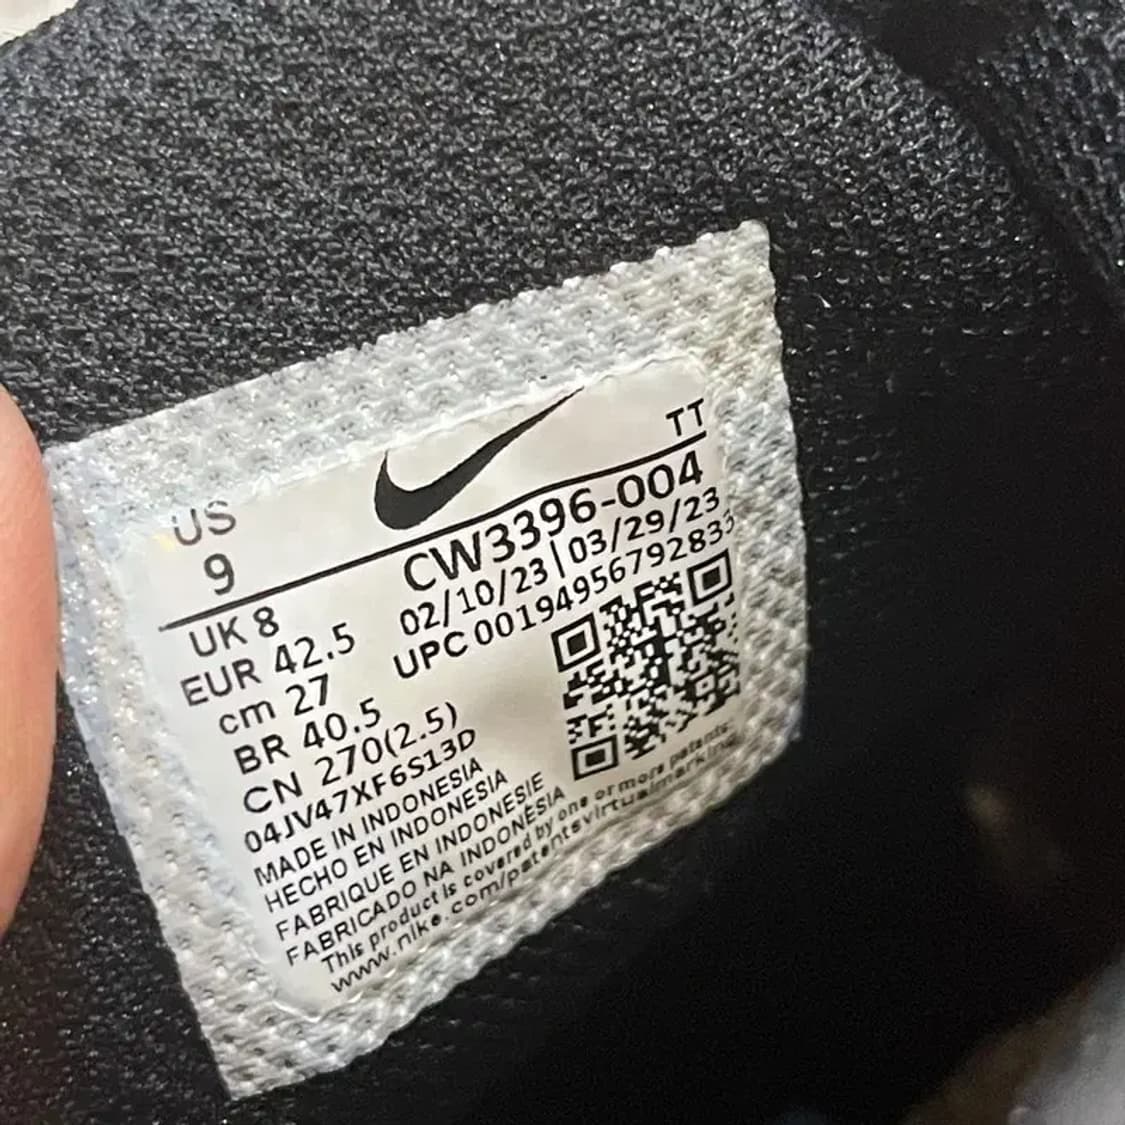 TT
US
9
CW3396-004
02/10/23|03/29/23
UPC 00194956792833
UK 8
EUR 42.5
cm 27
BR 40.5
CN 270(2.5)
04JV47XF6S13D
MADE IN INDONESIA
HECHO EN INDONESIA
FABRIQUE EN INDONESIE
FABRICADO NA INDONÉSIA
This product is covered by one or more patents
www.nike.com/patentsvirtualmarking